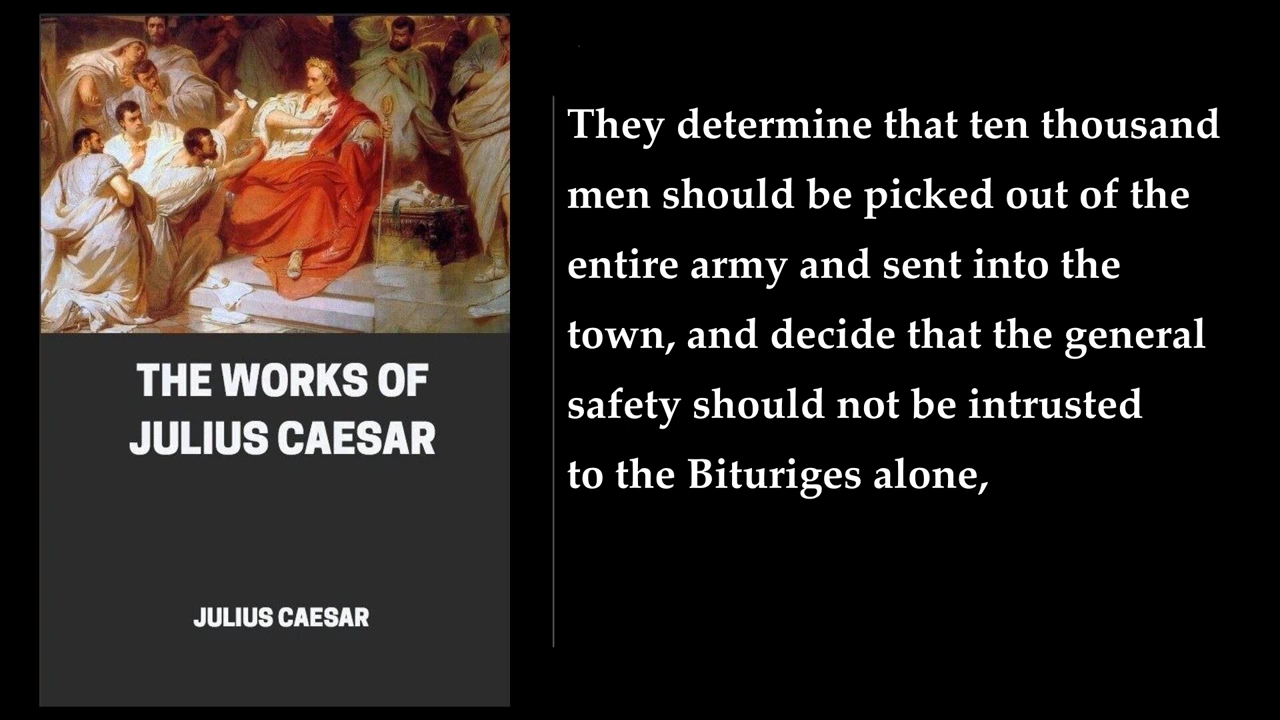 THE WORKS OF
JULIUS CAESAR
JULIUS CAESAR
They determine that ten thousand
men should be picked out of the
entire army and sent into the
town, and decide that the general
safety should not be intrusted
to the Bituriges alone,